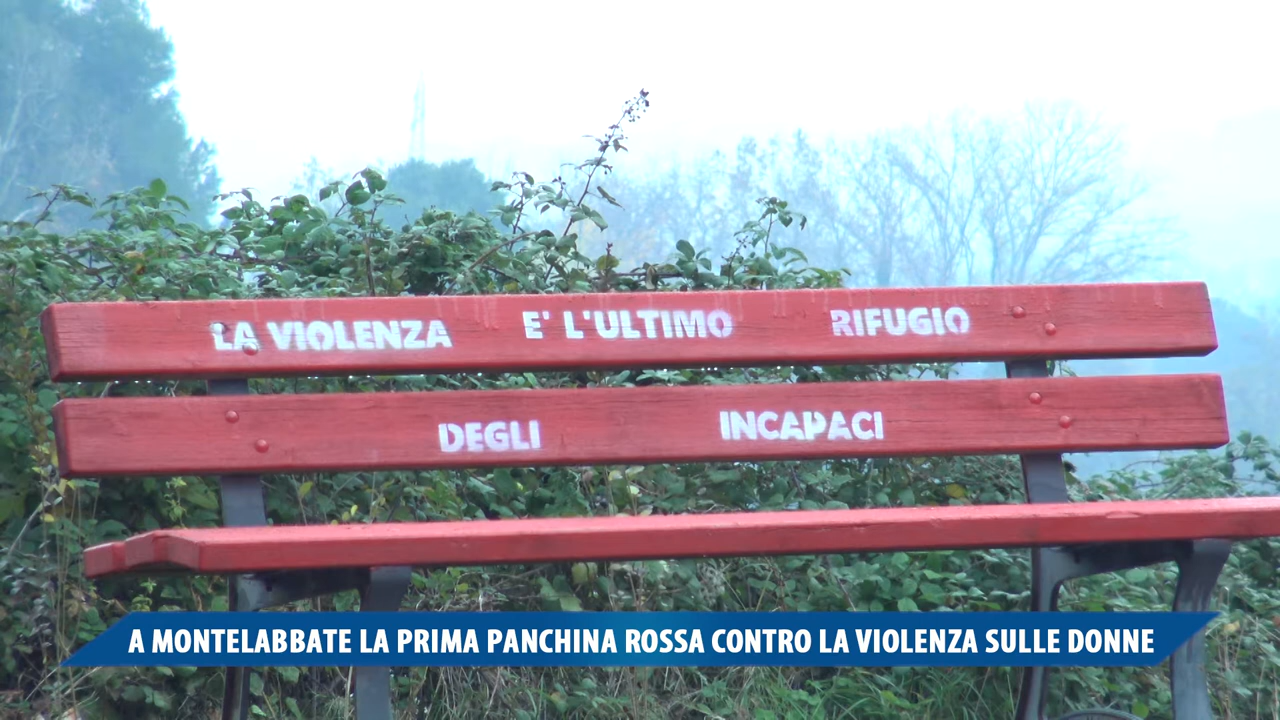 LA VIOLENZA E' L'ULTIMO RIFUGIO
DEGLI INCAPACI
A MONTELABBATE LA PRIMA PANCHINA ROSSA CONTRO LA VIOLENZA SULLE DONNE